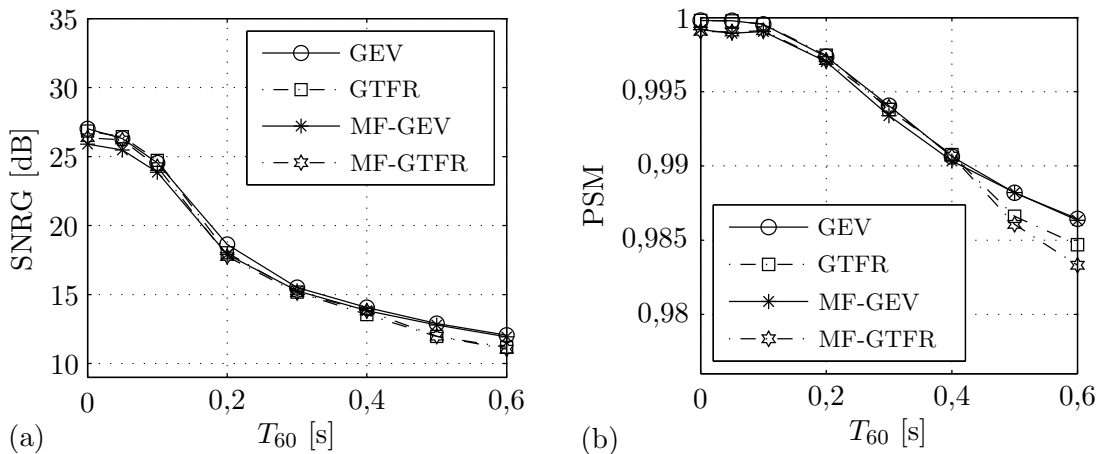 35
30
25
20
15
10
SNRG [dB]
GEV
GTFR
MF-GEV
MF-GTFR
0 0,2 0,4 0,6
T60 [s]
(a)
1
0,995
0,99
0,985
0,98
PSM
GEV
GTFR
MF-GEV
MF-GTFR
0 0,2 0,4 0,6
T60 [s]
(b)